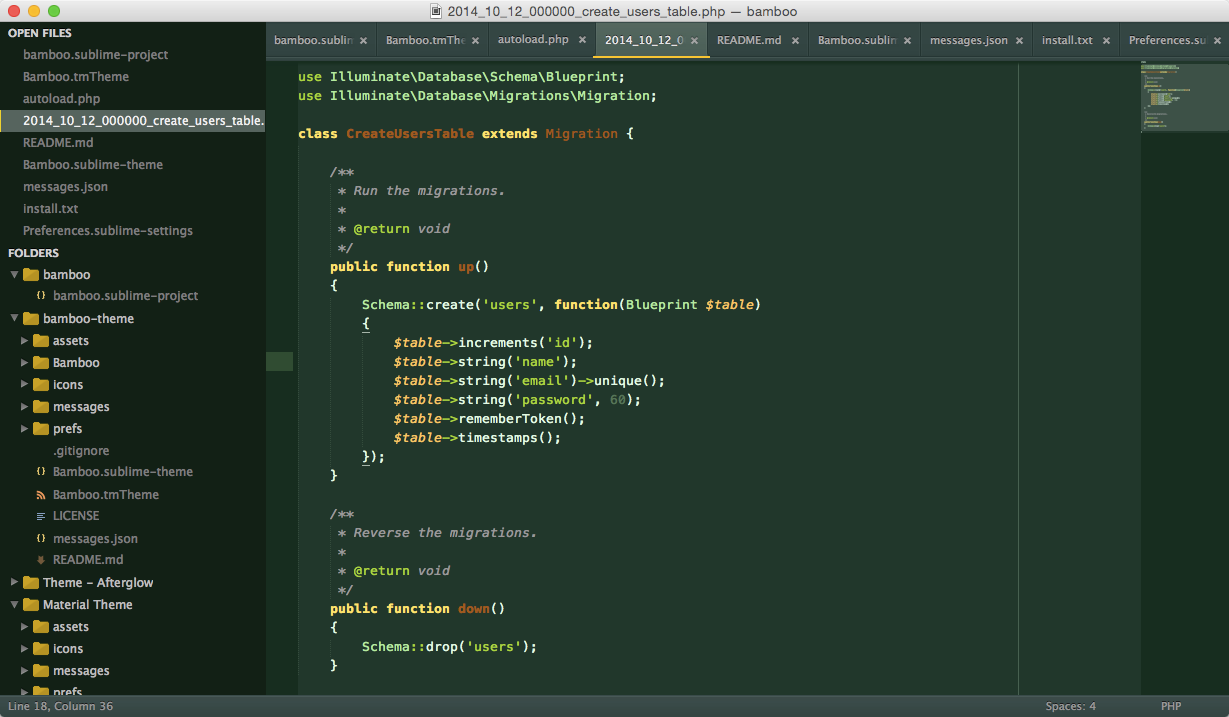 2014_10_12_000000_create_users_table.php — bamboo
OPEN FILES
bamboo.sublime-project
Bamboo.tmTheme
autoload.php
2014_10_12_000000_create_users_table.
README.md
Bamboo.sublime-theme
messages.json
install.txt
Preferences.sublime-settings
FOLDERS
bamboo
{} bamboo.sublime-project
bamboo-theme
assets
Bamboo
icons
messages
prefs
.gitignore
{} Bamboo.sublime-theme
Bamboo.tmTheme
LICENSE
{} messages.json
README.md
Theme - Afterglow
Material Theme
assets
icons
messages
prefs
bamboo.sublin × Bamboo.tmThe × autoload.php × 2014_10_12_0 × README.md × Bamboo.sublim × messages.json × install.txt × Preferences.su ×
use Illuminate\Database\Schema\Blueprint;
use Illuminate\Database\Migrations\Migration;
class CreateUsersTable extends Migration {
/**
* Run the migrations.
*
* @return void
*/
public function up()
{
Schema::create('users', function(Blueprint $table)
{
$table->increments('id');
$table->string('name');
$table->string('email')->unique();
$table->string('password', 60);
$table->rememberToken();
$table->timestamps();
});
}
/**
* Reverse the migrations.
*
* @return void
*/
public function down()
{
Schema::drop('users');
}
Line 18, Column 36
Spaces: 4
PHP